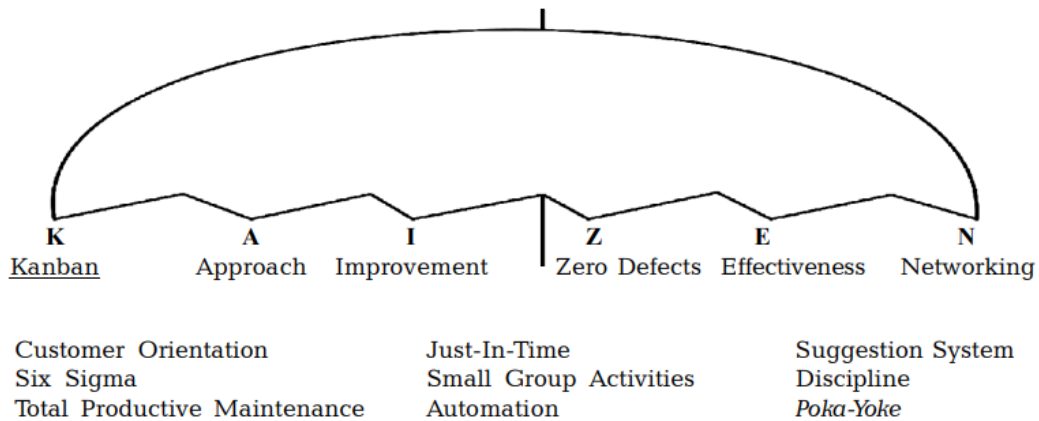 K A I Z E N
Kanban Approach Improvement Zero Defects Effectiveness Networking
Customer Orientation Just-In-Time Suggestion System
Six Sigma Small Group Activities Discipline
Total Productive Maintenance Automation Poka-Yoke